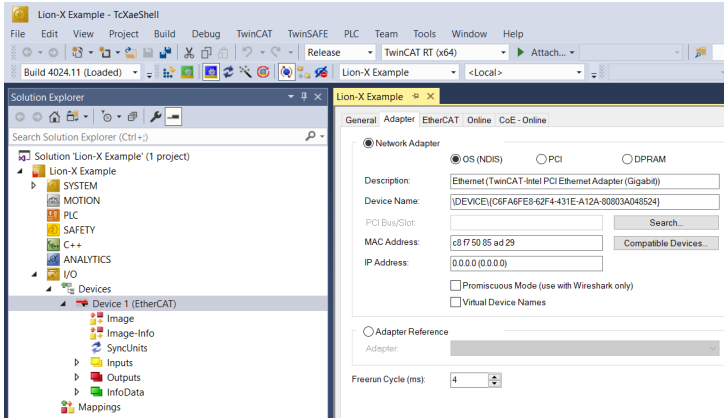 Lion-X Example - TcXaeShell
File Edit View Project Build Debug TwinCAT TwinSAFE PLC Team Tools Window Help
Release TwinCAT RT (x64) Attach...
Build 4024.11 (Loaded) Lion-X Example <Local>
Solution Explorer
Search Solution Explorer (Ctrl+;)
Solution 'Lion-X Example' (1 project)
Lion-X Example
SYSTEM
MOTION
PLC
SAFETY
C++
ANALYTICS
I/O
Devices
Device 1 (EtherCAT)
Image
Image-Info
SyncUnits
Inputs
Outputs
InfoData
Mappings
Lion-X Example
General Adapter EtherCAT Online CoE - Online
Network Adapter
OS (NDIS) PCI DPRAM
Description: Ethernet (TwinCAT-Intel PCI Ethernet Adapter (Gigabit))
Device Name: \DEVICE\{C6FA6FE8-62F4-431E-A12A-80803A048524}
PCI Bus/Slot: Search...
MAC Address: c8 f7 50 85 ad 29 Compatible Devices...
IP Address: 0.0.0.0 (0.0.0.0)
Promiscuous Mode (use with Wireshark only)
Virtual Device Names
Adapter Reference
Adapter:
Freerun Cycle (ms): 4